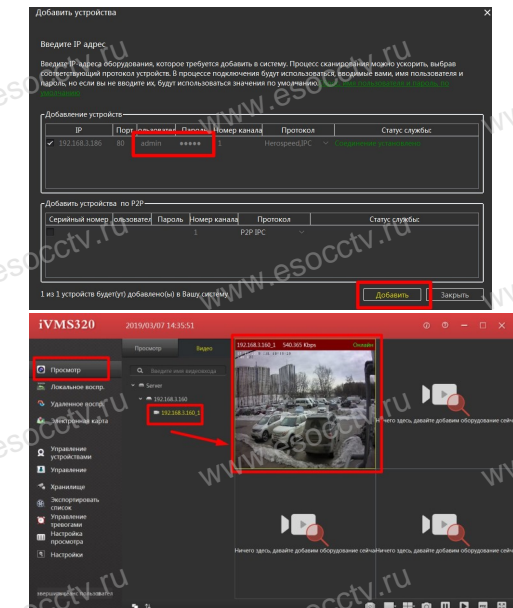 Добавить устройства
Введите IP адрес
Введите IP адреса оборудования, которое требуется добавить в систему. Процесс сканирования можно ускорить, выбрав
соответствующий протокол устройств. В процессе подключения будут использоваться, вводимые вами, имя пользователя и
пароль, но если вы не введите их, будут использоваться значения по умолчанию.
Добавление устройств
IP Порт ользовател Пароль Номер канала Протокол Статус службы:
192.168.3.186 80 admin ●●●●● 1 Herospeed,IPC Соединение установлено
Добавить устройства по P2P
Серийный номер ользовател Пароль Номер канала Протокол Статус службы:
1 P2P IPC
1 из 1 устройств будет(ут) добавлено(ы) в Вашу систему
Добавить Закрыть
iVMS320 2019/03/07 14:35:51
Просмотр Видео
192.168.3.160_1 540.365 Kbps Онлайн
Просмотр
Введите имя видеовхода
Локальное воспр.
Server
Удаленное воспр.
192.168.3.160
Электронная карта
192.168.3.160_1
Ничего здесь, давайте добавим оборудование сейч
Управление
устройствами
Управление
Хранилище
Экспортировать
список
Управление
тревогами
Настройка
просмотра
Настройки
Ничего здесь, давайте добавим оборудование сейча
Ничего здесь, давайте добавим оборудование сейч
www.esocctv.ru